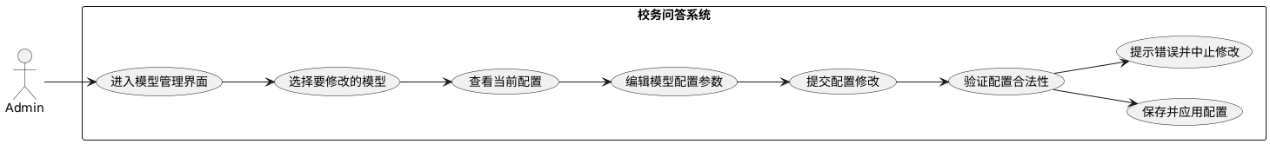 校务问答系统
Admin
进入模型管理界面
选择要修改的模型
查看当前配置
编辑模型配置参数
提交配置修改
验证配置合法性
提示错误并中止修改
保存并应用配置